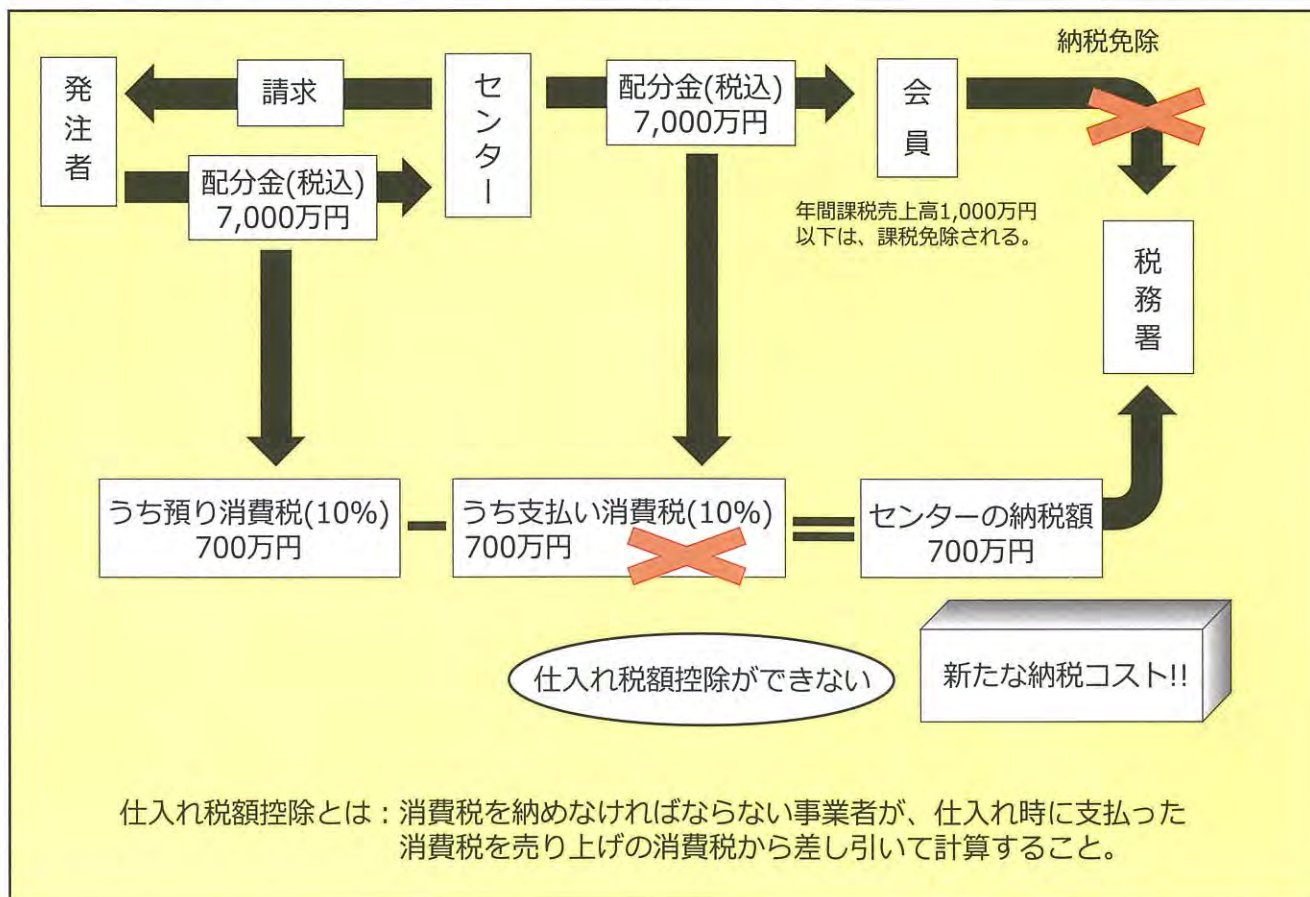 納税免除
発注者
請求
センター
配分金(税込)
7,000万円
会員
配分金(税込)
7,000万円
年間課税売上高1,000万円
以下は、課税免除される。
税務署
うち預り消費税(10%)
700万円
うち支払い消費税(10%)
700万円
センターの納税額
700万円
仕入れ税額控除ができない
新たな納税コスト!!
仕入れ税額控除とは：消費税を納めなければならない事業者が、仕入れ時に支払った
消費税を売り上げの消費税から差し引いて計算すること。